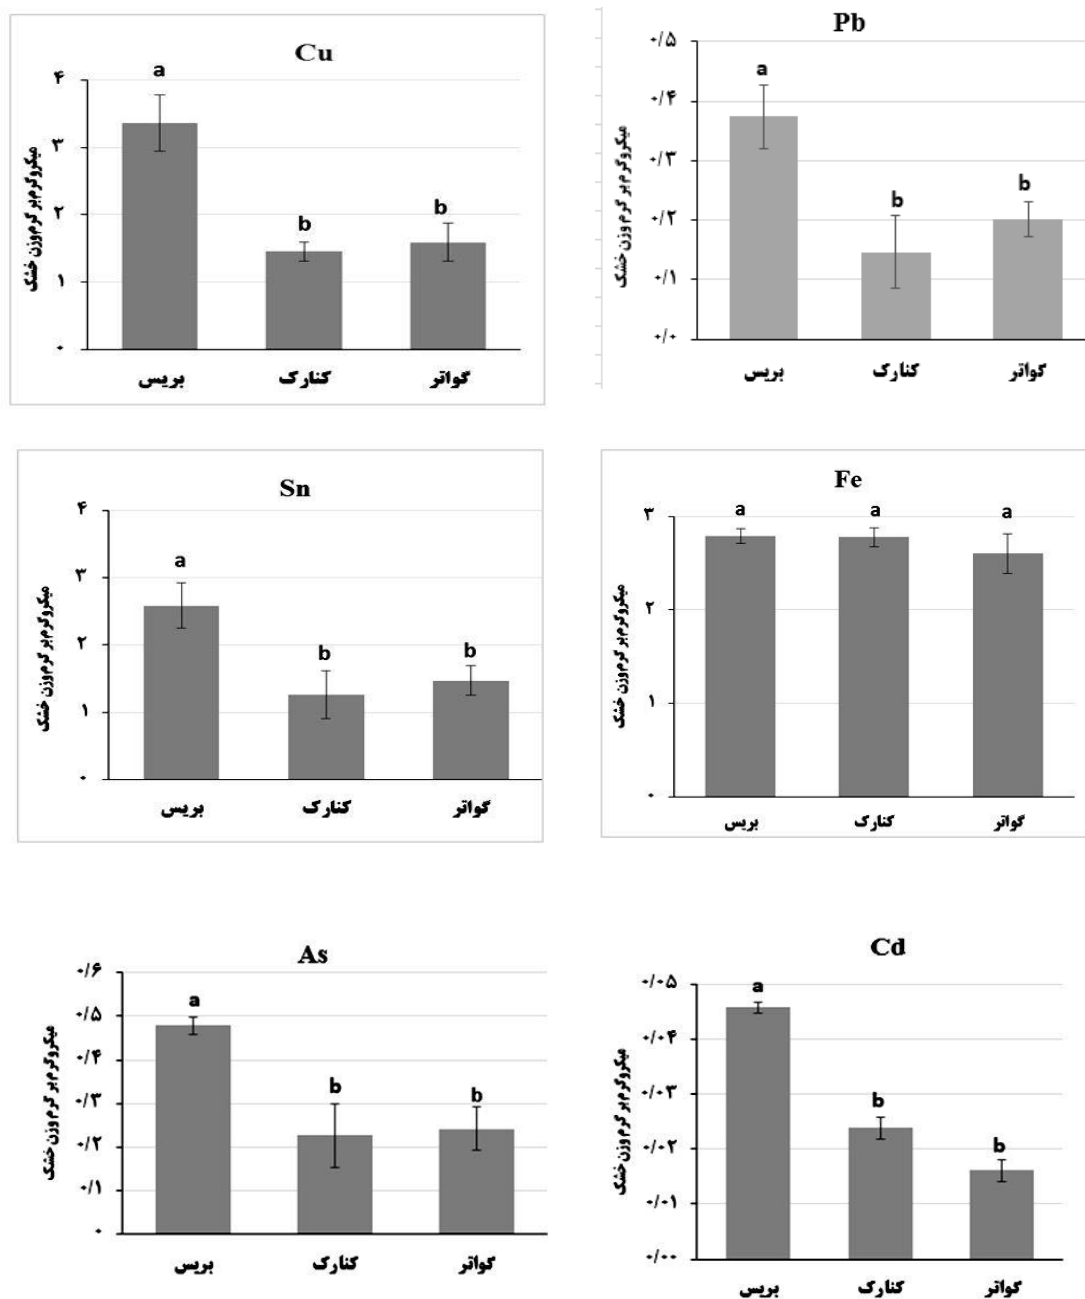 Cu
a
۴
۳
b
b
۲
۱
۰
میکروگرم بر گرم وزن خشک
بریس
کنارک
گواتر
Pb
۰/۵
a
۰/۴
۰/۳
b
b
۰/۲
۰/۱
۰/۰
میکروگرم بر گرم وزن خشک
بریس
کنارک
گواتر
Sn
۴
a
۳
۲
b
b
۱
۰
میکروگرم بر گرم وزن خشک
بریس
کنارک
گواتر
Fe
۳
a
a
a
۲
۱
۰
میکروگرم بر گرم وزن خشک
بریس
کنارک
گواتر
As
۰/۶
a
۰/۵
۰/۴
b
b
۰/۳
۰/۲
۰/۱
۰
میکروگرم بر گرم وزن خشک
بریس
کنارک
گواتر
Cd
۰/۰۵
a
۰/۰۴
۰/۰۳
b
b
۰/۰۲
۰/۰۱
۰/۰۰
میکروگرم بر گرم وزن خشک
بریس
کنارک
گواتر